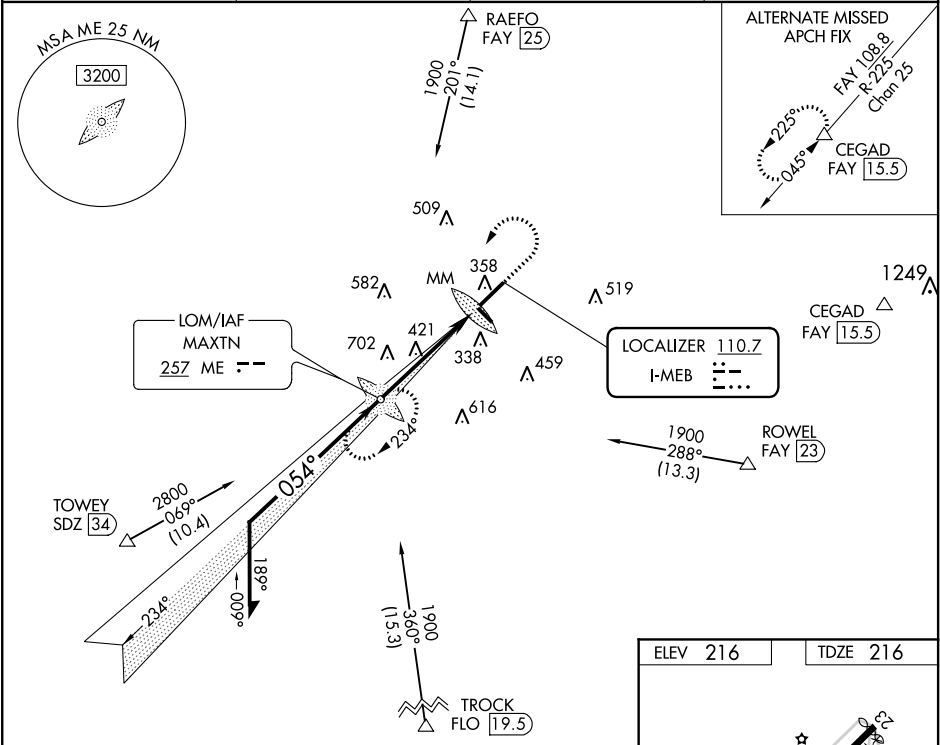 MSA ME 25 NM
3200
RAEFO
FAY 25
1900
201°
(14.1)
ALTERNATE MISSED
APCH FIX
FAY 108.8
R-225
Chan 25
225°
045°
CEGAD
FAY 15.5
509
582
MM
358
519
1249
CEGAD
FAY 15.5
LOM/IAF
MAXTN
257 ME
702
421
338
459
616
LOCALIZER 110.7
I-MEB
234°
054°
1900
288°
(13.3)
ROWEL
FAY 23
TOWEY
SDZ 34
2800
069°
(10.4)
189°
009°
234°
1900
360°
(15.3)
TROCK
FLO 19.5
ELEV 216
TDZE 216
23